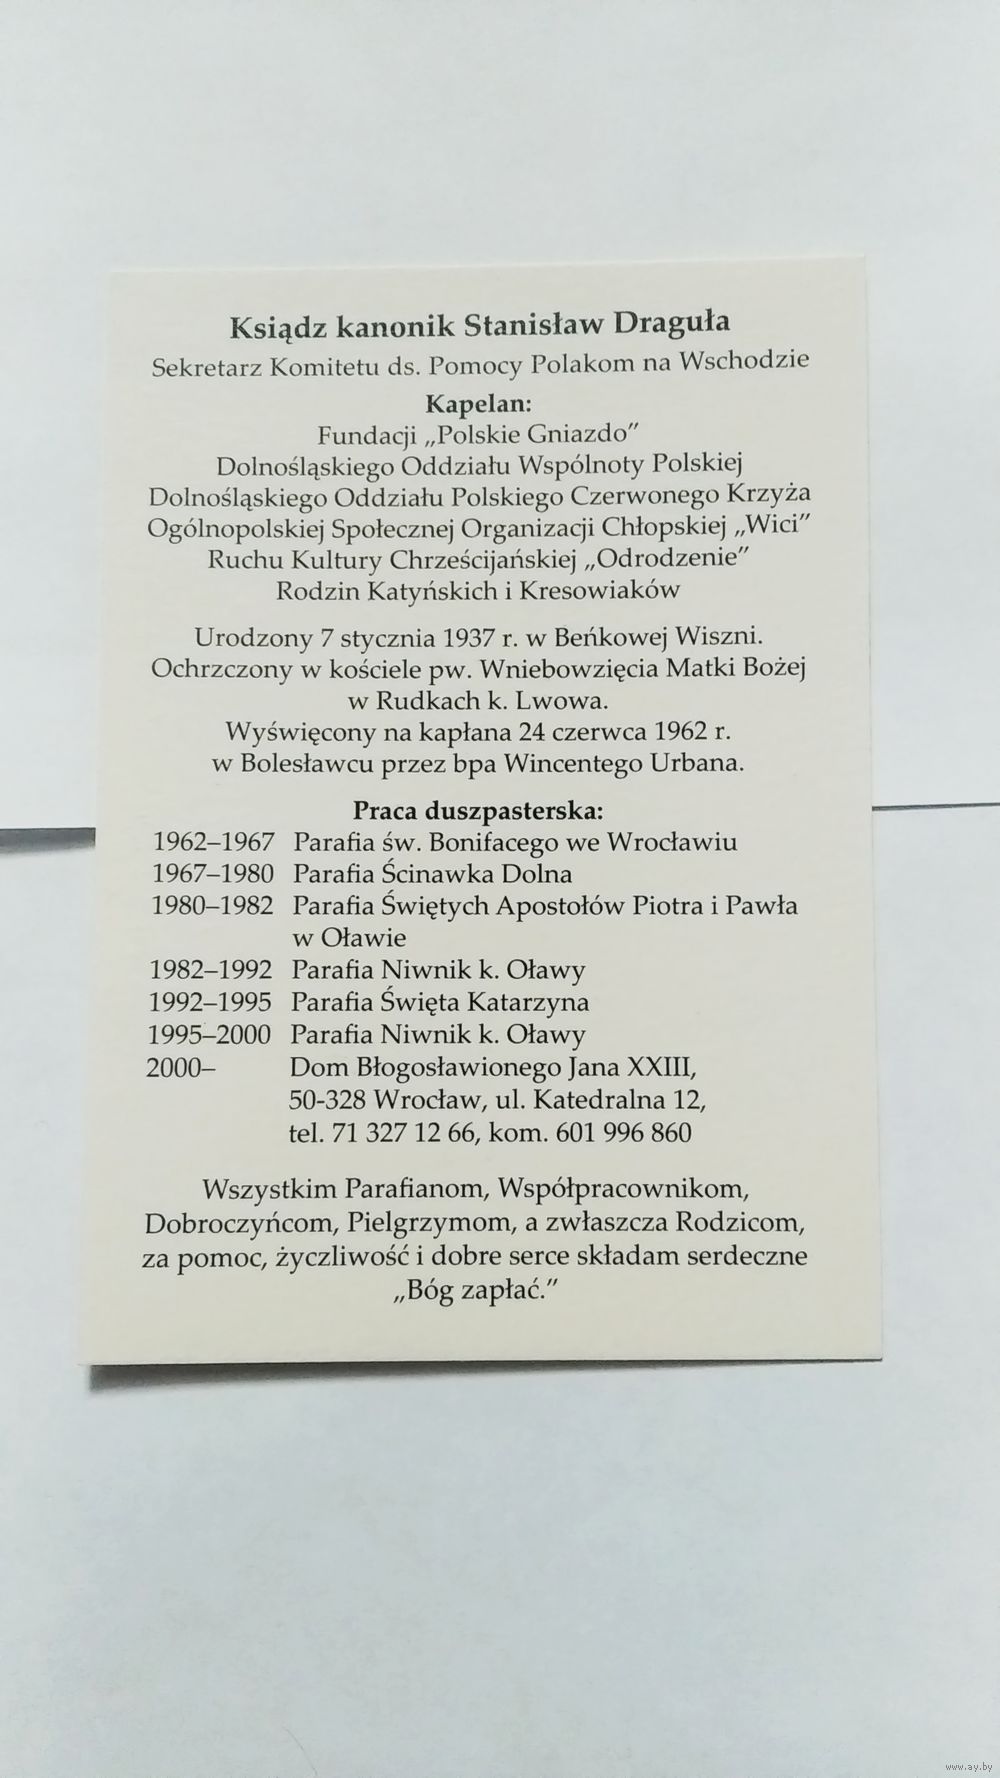 Ksiądz kanonik Stanisław Draguła
Sekretarz Komitetu ds. Pomocy Polakom na Wschodzie
Kapelan:
Fundacji „Polskie Gniazdo”
Dolnośląskiego Oddziału Wspólnoty Polskiej
Dolnośląskiego Oddziału Polskiego Czerwonego Krzyża
Ogólnopolskiej Społecznej Organizacji Chłopskiej „Wici”
Ruchu Kultury Chrześcijańskiej „Odrodzenie”
Rodzin Katyńskich i Kresowiaków
Urodzony 7 stycznia 1937 r. w Beńkowej Wiszni.
Ochrzczony w kościele pw. Wniebowzięcia Matki Bożej
w Rudkach k. Lwowa.
Wyświęcony na kapłana 24 czerwca 1962 r.
w Bolesławcu przez bpa Wincentego Urbana.
Praca duszpasterska:
1962–1967 Parafia św. Bonifacego we Wrocławiu
1967–1980 Parafia Ścinawka Dolna
1980–1982 Parafia Świętych Apostołów Piotra i Pawła
w Oławie
1982–1992 Parafia Niwnik k. Oławy
1992–1995 Parafia Święta Katarzyna
1995–2000 Parafia Niwnik k. Oławy
2000– Dom Błogosławionego Jana XXIII,
50-328 Wrocław, ul. Katedralna 12,
tel. 71 327 12 66, kom. 601 996 860
Wszystkim Parafianom, Współpracownikom,
Dobroczyńcom, Pielgrzymom, a zwłaszcza Rodzicom,
za pomoc, życzliwość i dobre serce składam serdeczne
„Bóg zapłać.”
www.ay.by